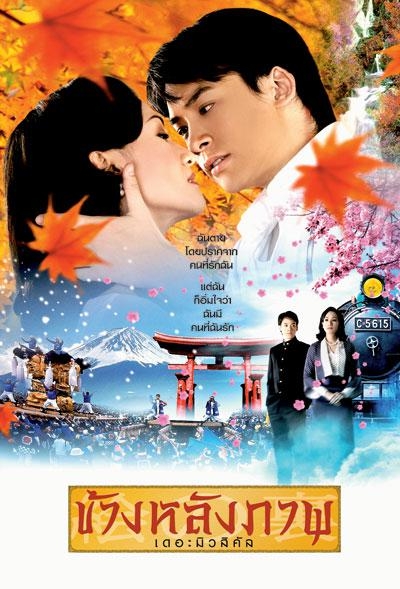 ฉันตาย
โดยปราศจาก
คนที่รักฉัน
แต่ฉัน
ก็อิ่มใจว่า
ฉันมี
คนที่ฉันรัก
C-5615
ข้างหลังภาพ
เดอะมิวสิคัล